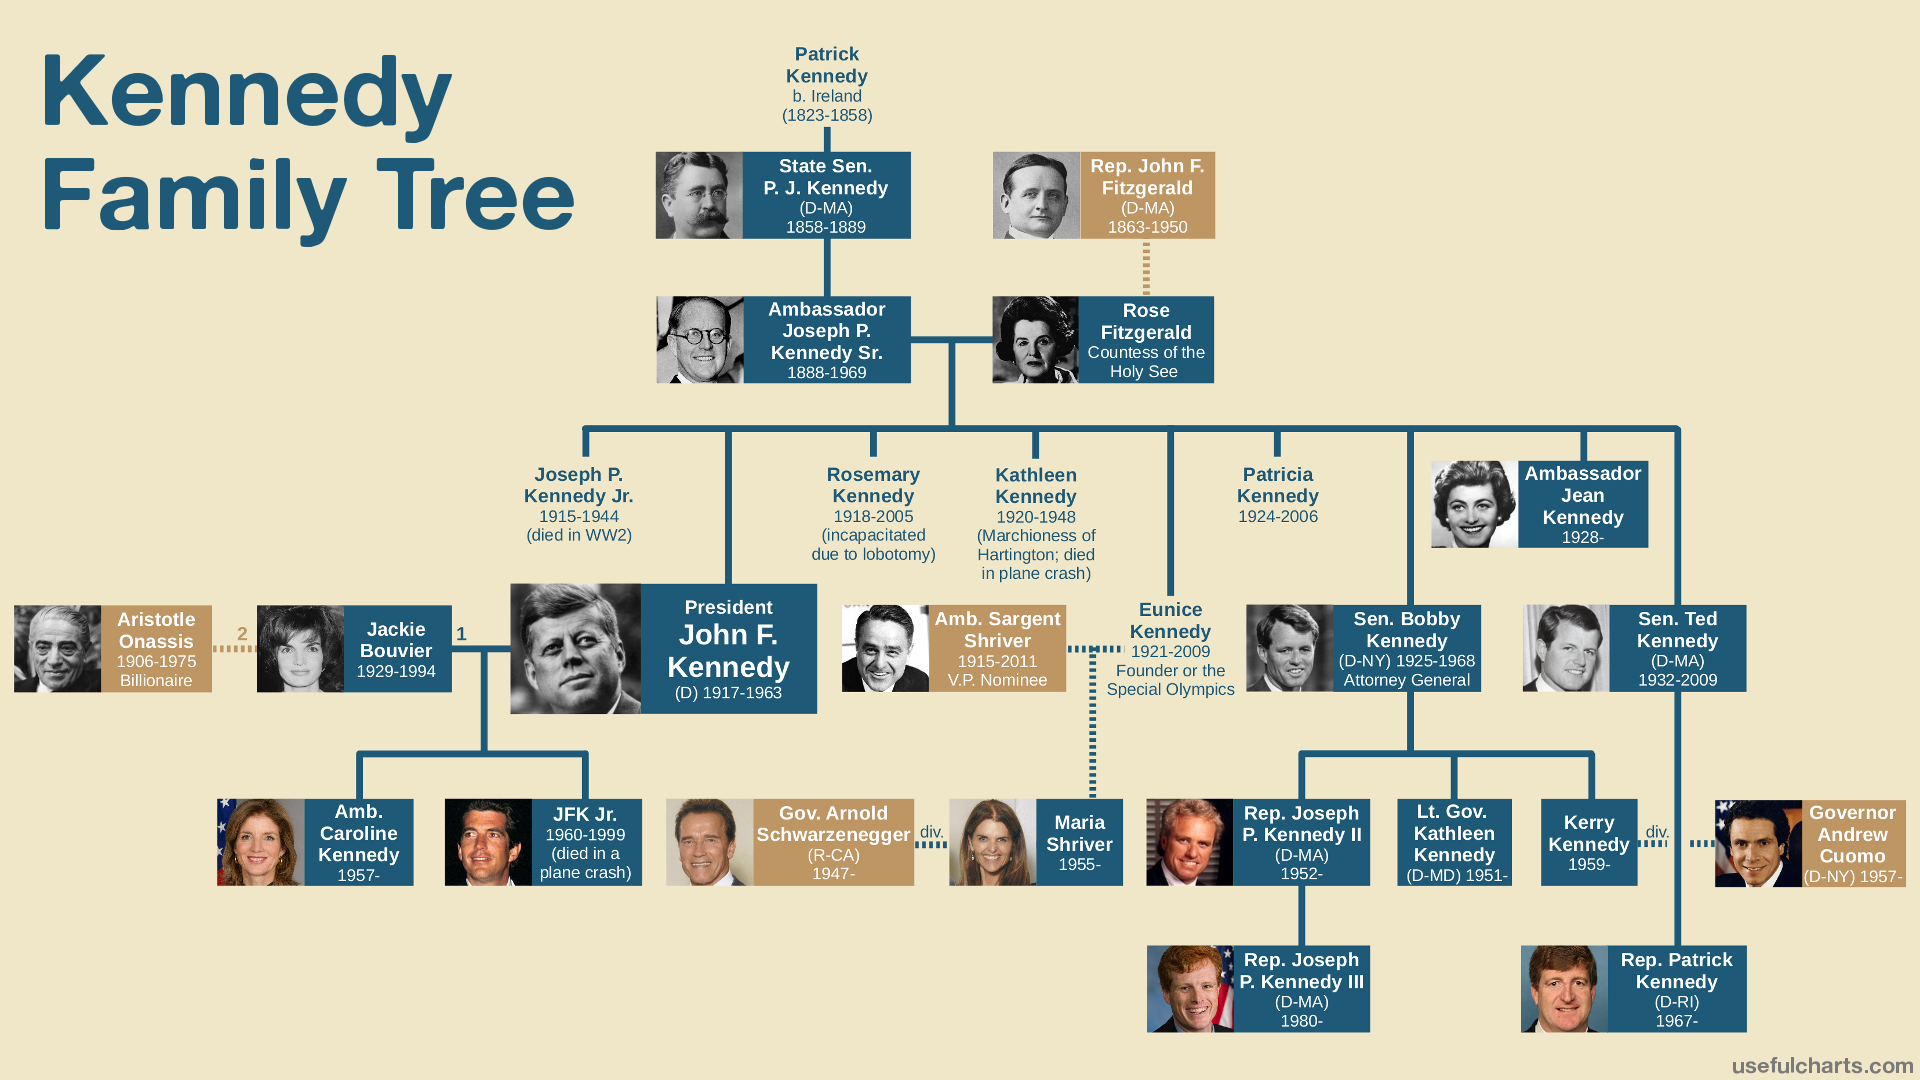 Kennedy
Family Tree
Patrick
Kennedy
b. Ireland
(1823-1858)
State Sen.
P. J. Kennedy
(D-MA)
1858-1889
Rep. John F.
Fitzgerald
(D-MA)
1863-1950
Ambassador
Joseph P.
Kennedy Sr.
1888-1969
Rose
Fitzgerald
Countess of the
Holy See
Joseph P.
Kennedy Jr.
1915-1944
(died in WW2)
Rosemary
Kennedy
1918-2005
(incapacitated
due to lobotomy)
Kathleen
Kennedy
1920-1948
(Marchioness of
Hartington; died
in plane crash)
Patricia
Kennedy
1924-2006
Ambassador
Jean
Kennedy
1928-
Aristotle
Onassis
1906-1975
Billionaire
2
Jackie
Bouvier
1929-1994
1
President
John F.
Kennedy
(D) 1917-1963
Amb. Sargent
Shriver
1915-2011
V.P. Nominee
Eunice
Kennedy
1921-2009
Founder or the
Special Olympics
Sen. Bobby
Kennedy
(D-NY) 1925-1968
Attorney General
Sen. Ted
Kennedy
(D-MA)
1932-2009
Amb.
Caroline
Kennedy
1957-
JFK Jr.
1960-1999
(died in a
plane crash)
Gov. Arnold
Schwarzenegger
(R-CA)
1947-
div.
Maria
Shriver
1955-
Rep. Joseph
P. Kennedy II
(D-MA)
1952-
Lt. Gov.
Kathleen
Kennedy
(D-MD) 1951-
Kerry
Kennedy
1959-
div.
Governor
Andrew
Cuomo
(D-NY) 1957-
Rep. Joseph
P. Kennedy III
(D-MA)
1980-
Rep. Patrick
Kennedy
(D-RI)
1967-
usefulcharts.com